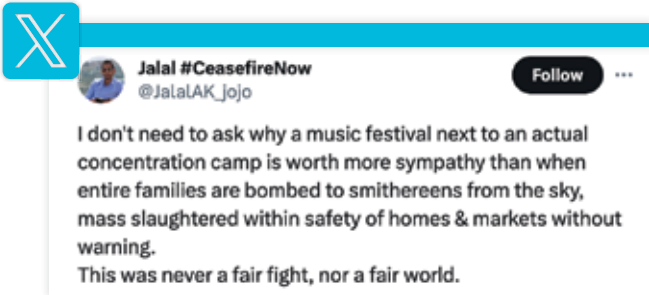 Jalal #CeasefireNow
Follow
@JalalAK_jojo
I don't need to ask why a music festival next to an actual
concentration camp is worth more sympathy than when
entire families are bombed to smithereens from the sky,
mass slaughtered within safety of homes & markets without
warning.
This was never a fair fight, nor a fair world.